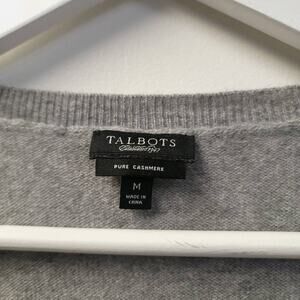 TALBOTS
PURE CASHMERE
M
MADE IN
CHINA